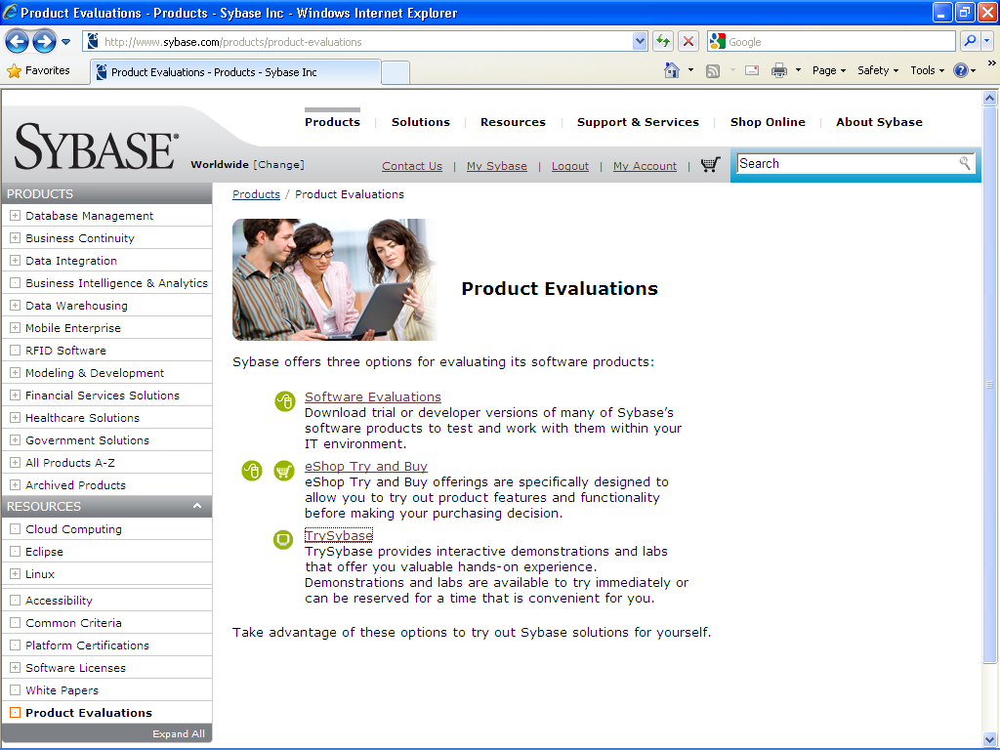 Product Evaluations - Products - Sybase Inc - Windows Internet Explorer
http://www.sybase.com/products/product-evaluations
Google
Favorites
Product Evaluations - Products - Sybase Inc
Page
Safety
Tools
SYBASE®
Worldwide [Change]
Products | Solutions | Resources | Support & Services | Shop Online | About Sybase
Contact Us | My Sybase | Logout | My Account |
Search
PRODUCTS
Database Management
Business Continuity
Data Integration
Business Intelligence & Analytics
Data Warehousing
Mobile Enterprise
RFID Software
Modeling & Development
Financial Services Solutions
Healthcare Solutions
Government Solutions
All Products A-Z
Archived Products
RESOURCES
Cloud Computing
Eclipse
Linux
Accessibility
Common Criteria
Platform Certifications
Software Licenses
White Papers
Product Evaluations
Expand All
Products / Product Evaluations
Product Evaluations
Sybase offers three options for evaluating its software products:
Software Evaluations
Download trial or developer versions of many of Sybase's
software products to test and work with them within your
IT environment.
eShop Try and Buy
eShop Try and Buy offerings are specifically designed to
allow you to try out product features and functionality
before making your purchasing decision.
TrySybase
TrySybase provides interactive demonstrations and labs
that offer you valuable hands-on experience.
Demonstrations and labs are available to try immediately or
can be reserved for a time that is convenient for you.
Take advantage of these options to try out Sybase solutions for yourself.